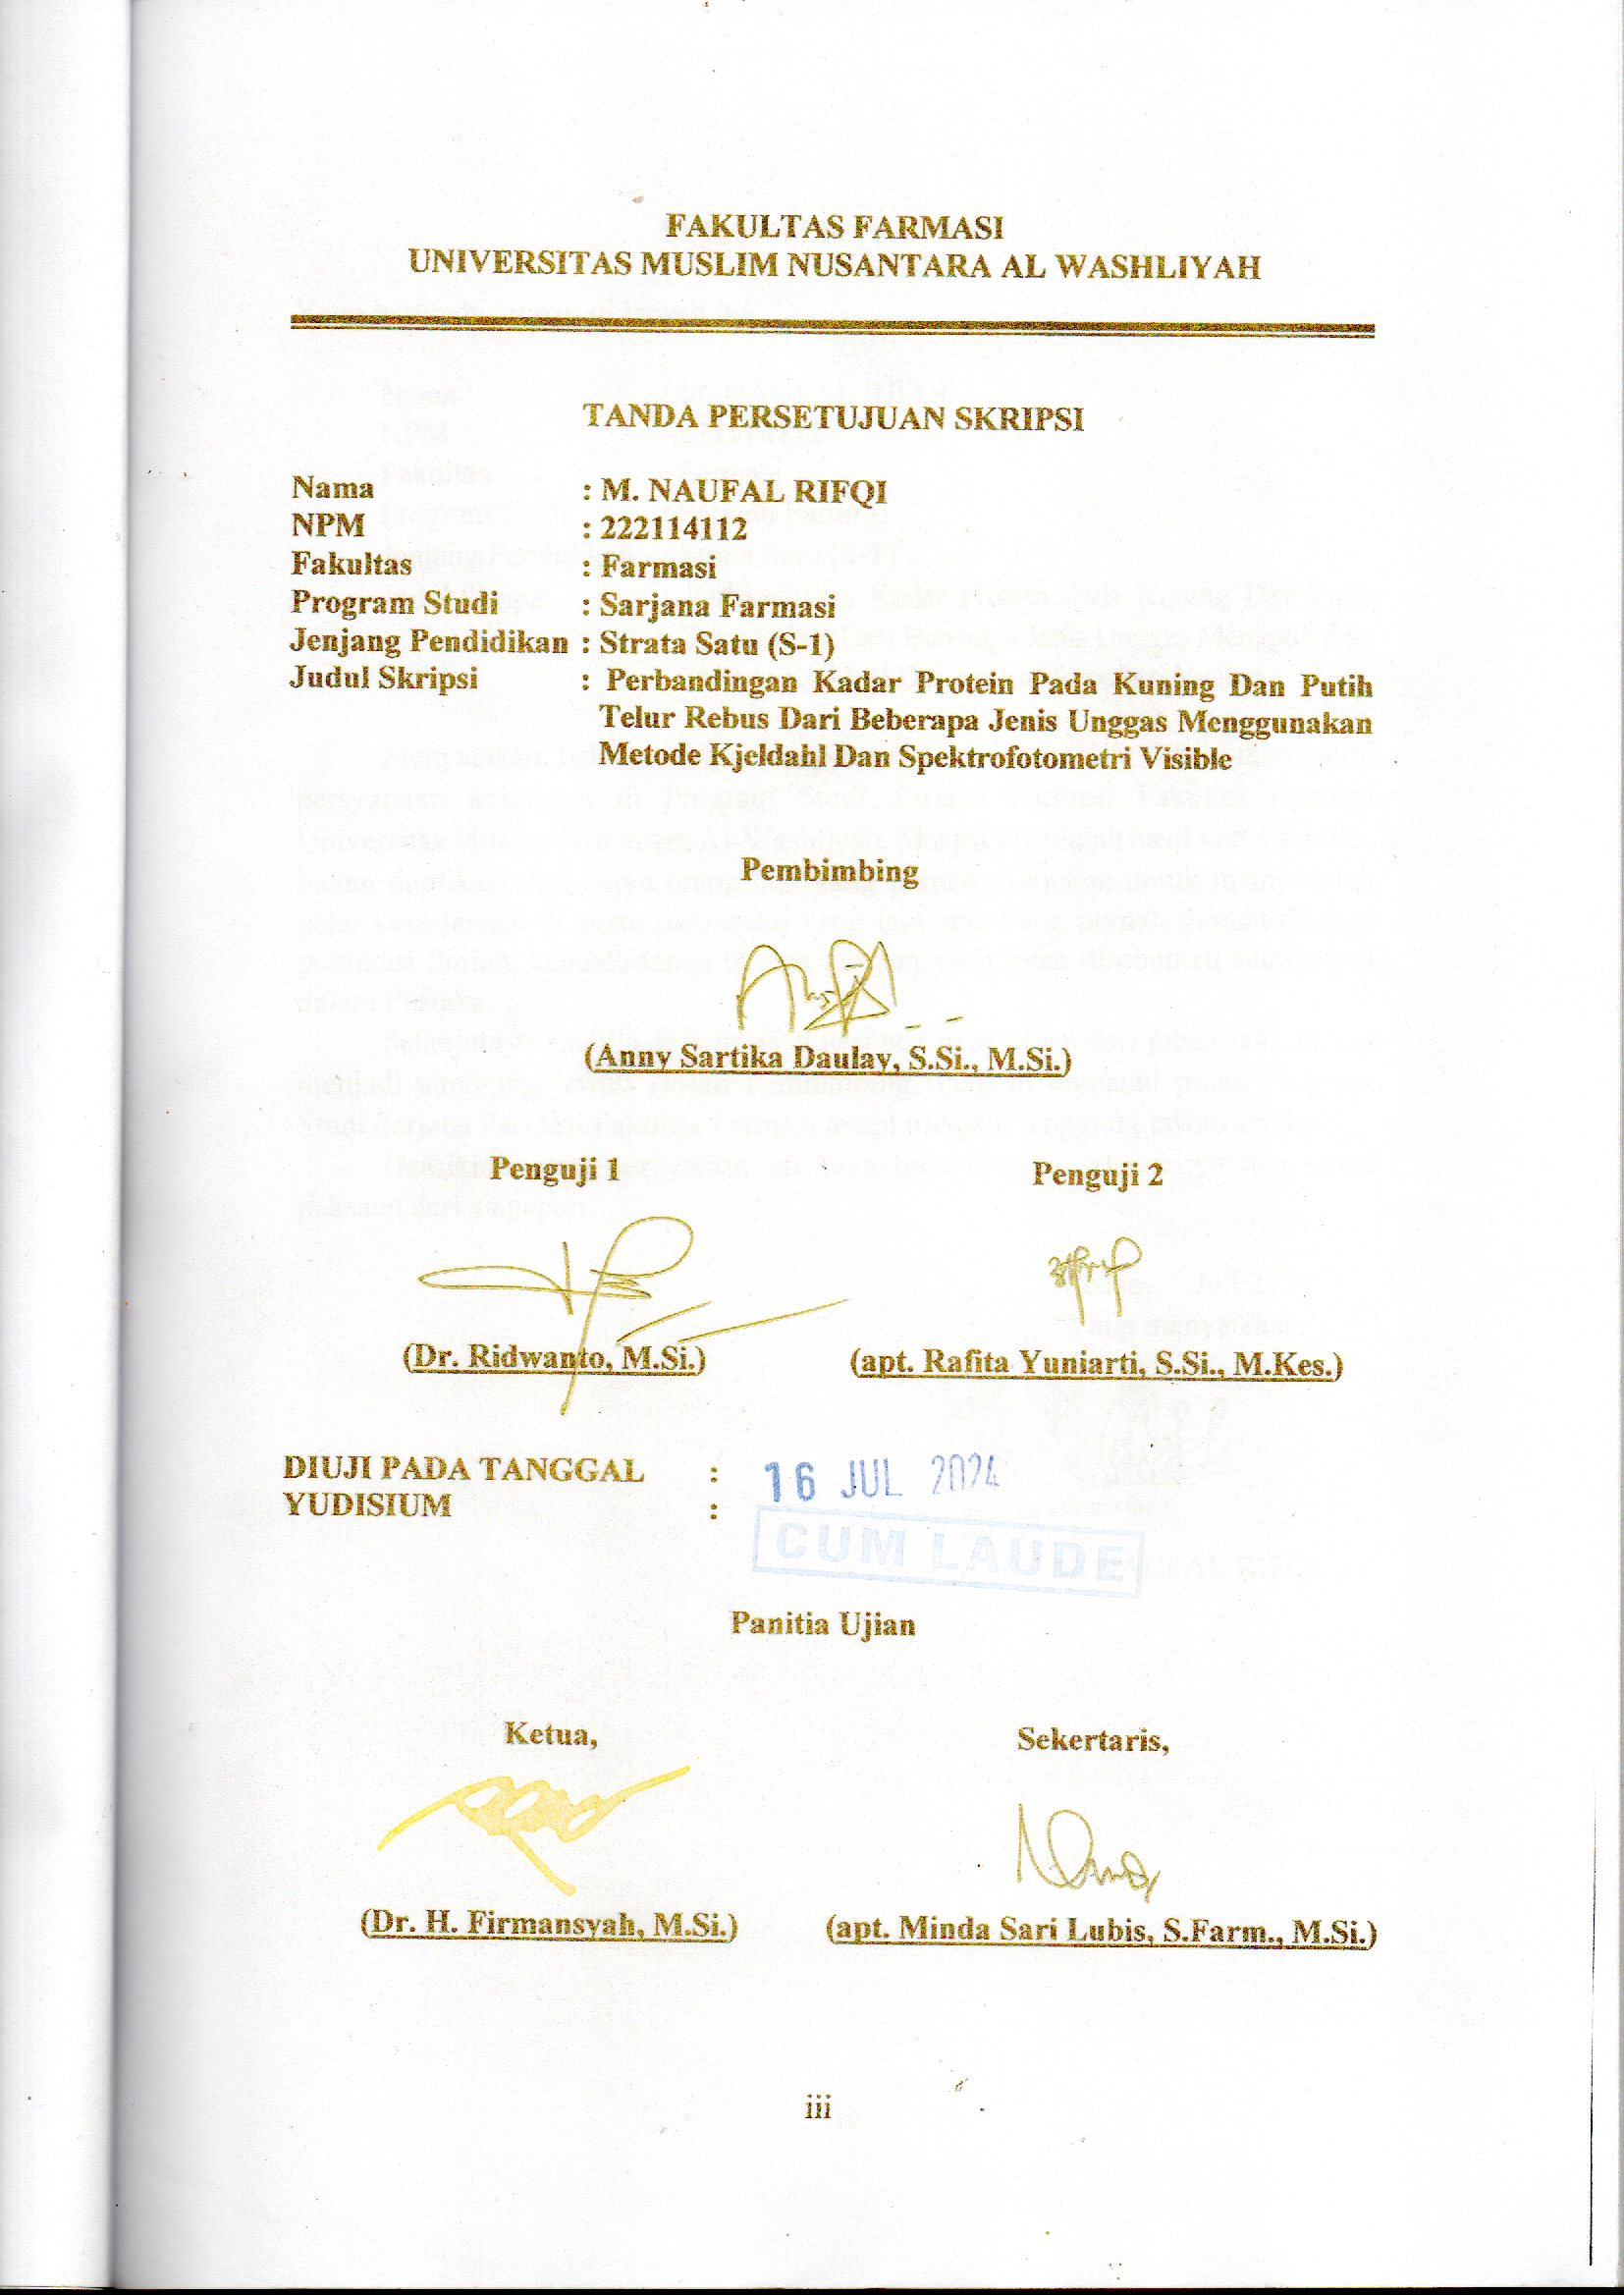 FAKULTAS FARMASI
UNIVERSITAS MUSLIM NUSANTARA AL WASHLIYAH
TANDA PERSETUJUAN SKRIPSI
Nama : M. NAUFAL RIFQI
NPM : 222114112
Fakultas : Farmasi
Program Studi : Sarjana Farmasi
Jenjang Pendidikan : Strata Satu (S-1)
Judul Skripsi : Perbandingan Kadar Protein Pada Kuning Dan Putih
Telur Rebus Dari Beberapa Jenis Unggas Menggunakan
Metode Kjeldahl Dan Spektrofotometri Visible
Pembimbing
(Anny Sartika Daulay, S.Si., M.Si.)
Penguji 1 Penguji 2
(Dr. Ridwanto, M.Si.) (apt. Rafita Yuniarti, S.Si., M.Kes.)
DIUJI PADA TANGGAL : 16 JUL 2024
YUDISIUM :
CUM LAUDE
Panitia Ujian
Ketua, Sekertaris,
(Dr. H. Firmansyah, M.Si.) (apt. Minda Sari Lubis, S.Farm., M.Si.)
iii